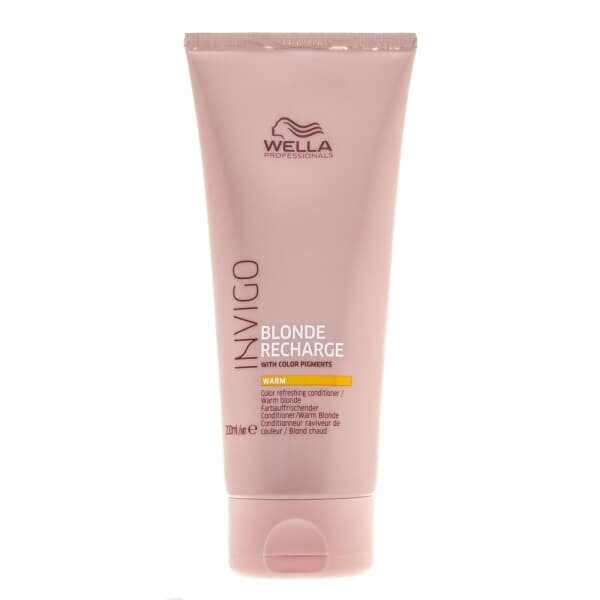 WELLA
PROFESSIONALS
INVIGO
BLONDE
RECHARGE
WITH COLOR PIGMENTS
WARM
Color refreshing conditioner /
Warm blonde
Farbauffrischender
Conditioner/Warm Blonde
Conditionneur raviveur de
couleur / Blond chaud
200ml ℮